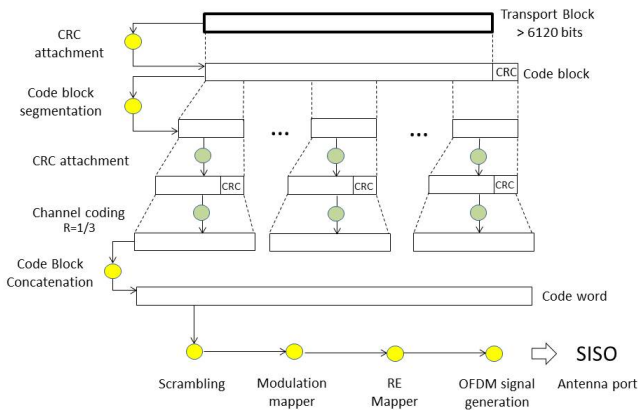 Transport Block
> 6120 bits
CRC
attachment
CRC
Code block
Code block
segmentation
...
...
CRC attachment
CRC
CRC
CRC
Channel coding
R=1/3
Code Block
Concatenation
Code word
SISO
Scrambling
Modulation
mapper
RE
Mapper
OFDM signal
generation
Antenna port